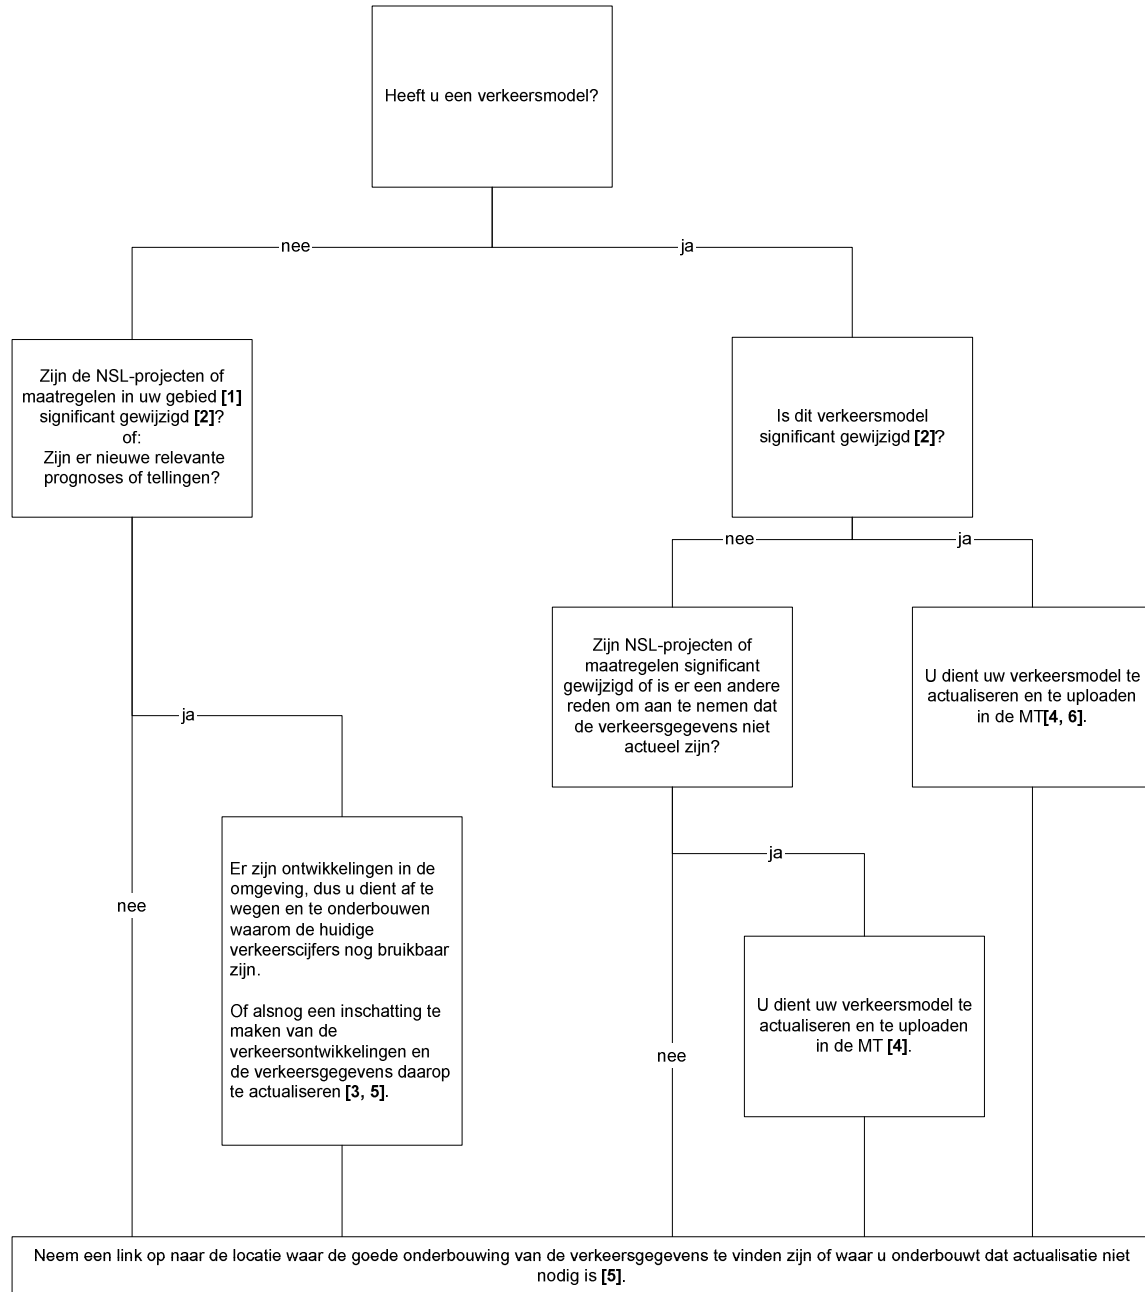 Heeft u een verkeersmodel?
nee
ja
Zijn de NSL-projecten of
maatregelen in uw gebied [1]
significant gewijzigd [2]?
of:
Zijn er nieuwe relevante
prognoses of tellingen?
Is dit verkeersmodel
significant gewijzigd [2]?
nee
ja
Zijn NSL-projecten of
maatregelen significant
gewijzigd of is er een andere
reden om aan te nemen dat
de verkeersgegevens niet
actueel zijn?
U dient uw verkeersmodel te
actualiseren en te uploaden
in de MT[4, 6].
ja
nee
Er zijn ontwikkelingen in de
omgeving, dus u dient af te
wegen en te onderbouwen
waarom de huidige
verkeerscijfers nog bruikbaar
zijn.
Of alsnog een inschatting te
maken van de
verkeersontwikkelingen en
de verkeersgegevens daarop
te actualiseren [3, 5].
ja
nee
U dient uw verkeersmodel te
actualiseren en te uploaden
in de MT [4].
Neem een link op naar de locatie waar de goede onderbouwing van de verkeersgegevens te vinden zijn of waar u onderbouwt dat actualisatie niet
nodig is [5].